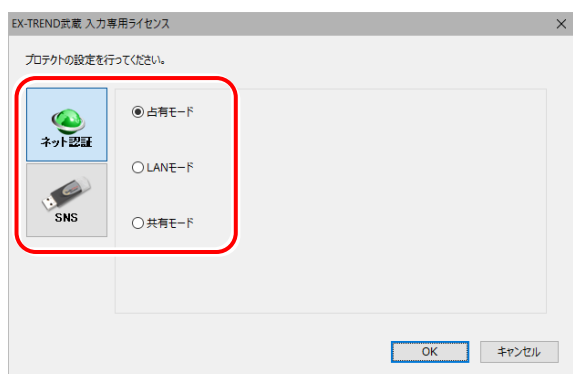 EX-TREND武蔵 入力専用ライセンス
プロテクトの設定を行ってください。
ネット認証
占有モード
LANモード
SNS
共有モード
OK
キャンセル